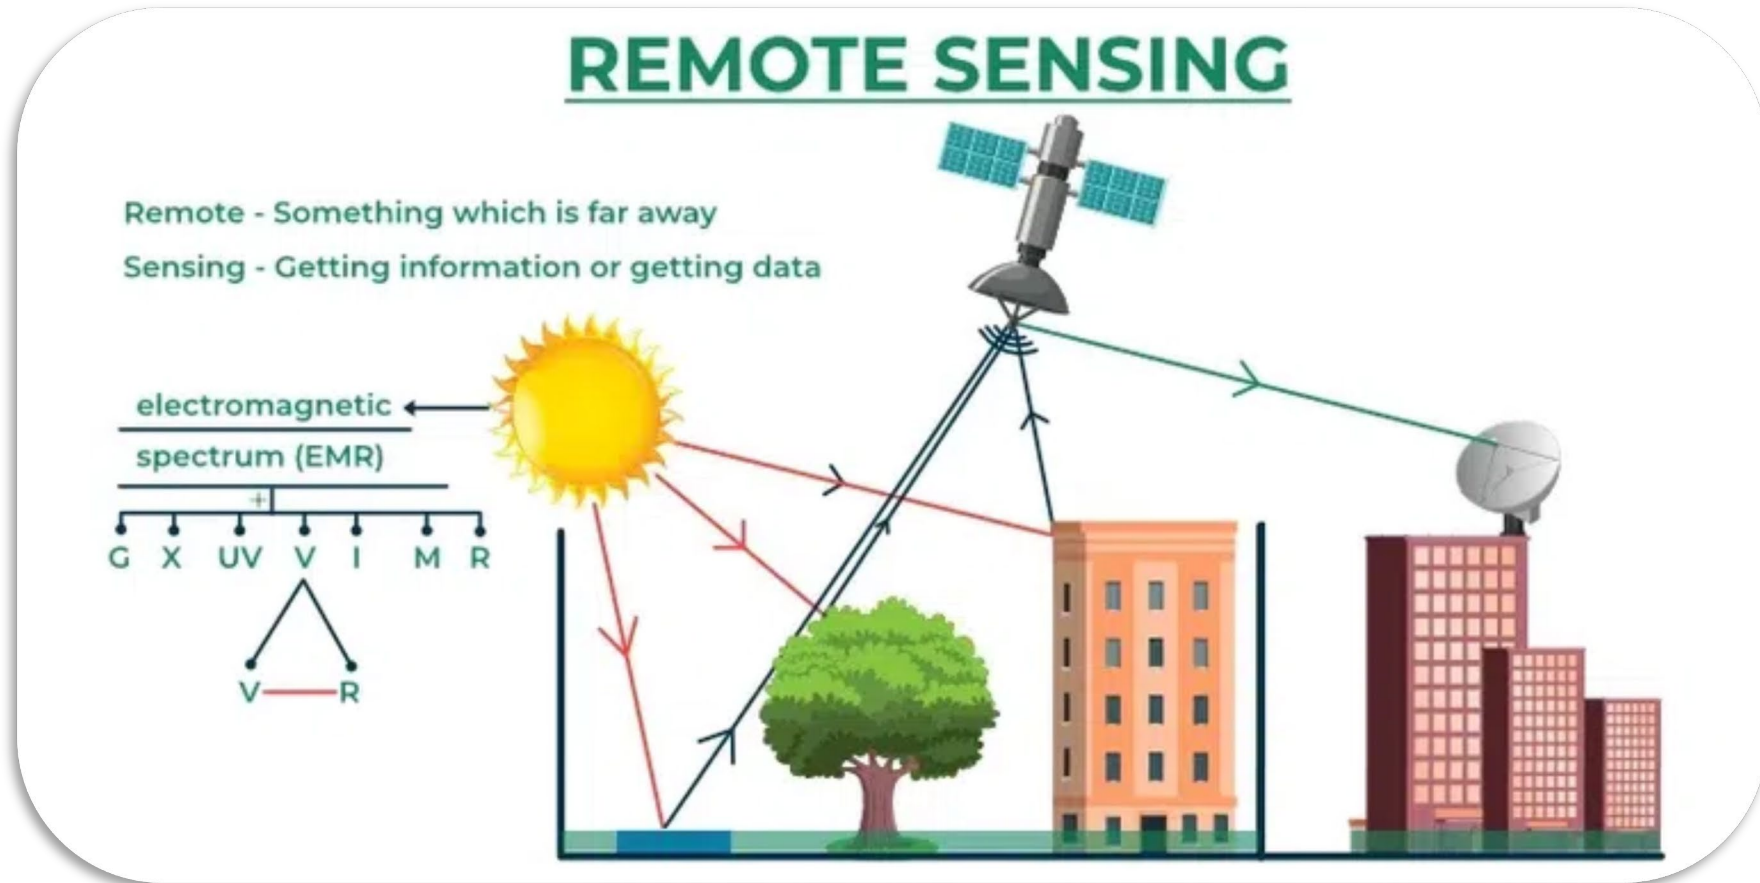 REMOTE SENSING
Remote - Something which is far away
Sensing - Getting information or getting data
electromagnetic
spectrum (EMR)
G X UV V I M R
V R